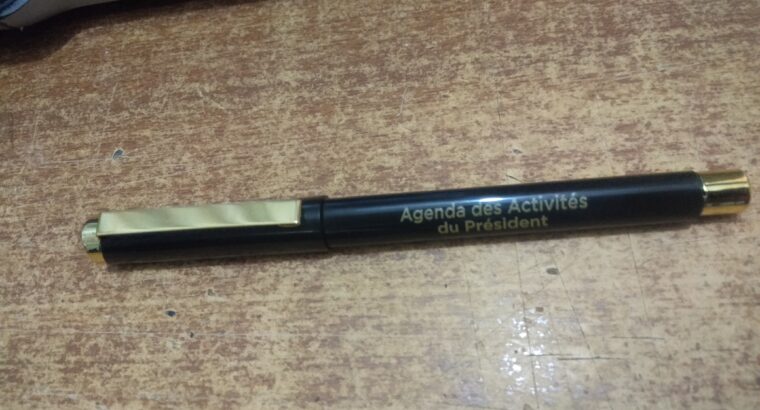 Agenda des Activités
du Président